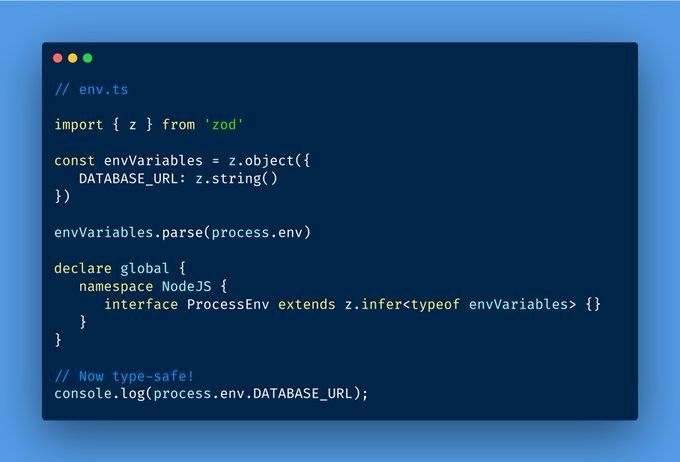 // env.ts
import { z } from 'zod'
const envVariables = z.object({
   DATABASE_URL: z.string()
})
envVariables.parse(process.env)
declare global {
   namespace NodeJS {
      interface ProcessEnv extends z.infer<typeof envVariables> {}
   }
}
// Now type-safe!
console.log(process.env.DATABASE_URL);